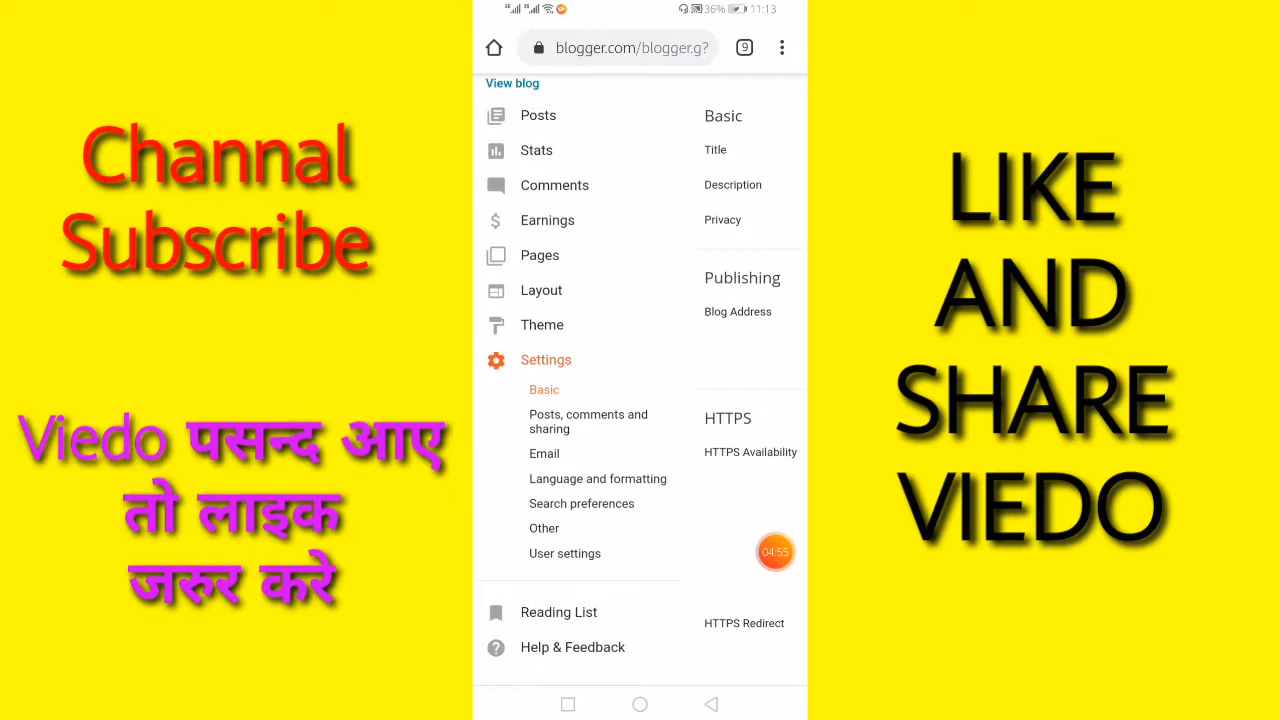 Channal
Subscribe
Viedo पसन्द आए
तो लाइक
जरुर करे
4G 3G 36% 11:13
blogger.com/blogger.g? 9
View blog
Posts
Stats
Comments
Earnings
Pages
Layout
Theme
Settings
Basic
Posts, comments and
sharing
Email
Language and formatting
Search preferences
Other
User settings
Reading List
Help & Feedback
Basic
Title
Description
Privacy
Publishing
Blog Address
HTTPS
HTTPS Availability
04:55
HTTPS Redirect
LIKE
AND
SHARE
VIEDO